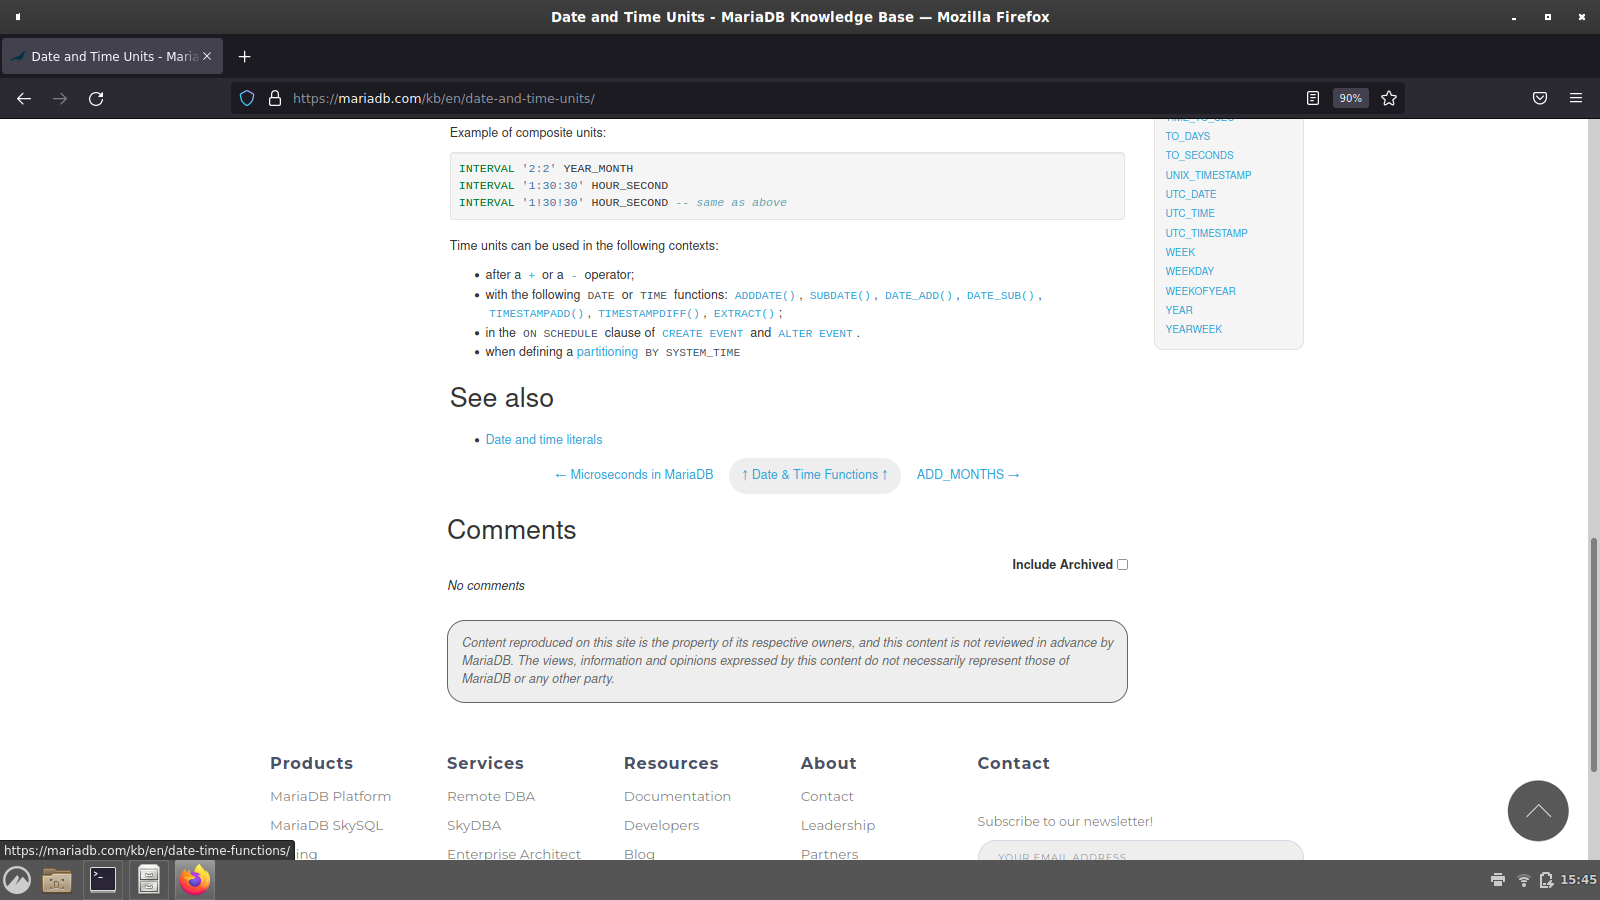 Date and Time Units - MariaDB Knowledge Base — Mozilla Firefox
Date and Time Units - Maria
https://mariadb.com/kb/en/date-and-time-units/
90%
Example of composite units:
INTERVAL '2:2' YEAR_MONTH
INTERVAL '1:30:30' HOUR_SECOND
INTERVAL '1!30!30' HOUR_SECOND -- same as above
Time units can be used in the following contexts:
• after a + or a - operator;
• with the following DATE or TIME functions: ADDDATE(), SUBDATE(), DATE_ADD(), DATE_SUB(),
TIMESTAMPADD(), TIMESTAMPDIFF(), EXTRACT();
• in the ON SCHEDULE clause of CREATE EVENT and ALTER EVENT.
• when defining a partitioning BY SYSTEM_TIME
See also
• Date and time literals
← Microseconds in MariaDB ↑ Date & Time Functions ↑ ADD_MONTHS →
Comments
Include Archived
No comments
Content reproduced on this site is the property of its respective owners, and this content is not reviewed in advance by
MariaDB. The views, information and opinions expressed by this content do not necessarily represent those of
MariaDB or any other party.
TIME_TO_SEC
TO_DAYS
TO_SECONDS
UNIX_TIMESTAMP
UTC_DATE
UTC_TIME
UTC_TIMESTAMP
WEEK
WEEKDAY
WEEKOFYEAR
YEAR
YEARWEEK
Products
MariaDB Platform
MariaDB SkySQL
Services
Remote DBA
SkyDBA
Enterprise Architect
Resources
Documentation
Developers
Blog
About
Contact
Leadership
Partners
Contact
Subscribe to our newsletter!
YOUR EMAIL ADDRESS
https://mariadb.com/kb/en/date-time-functions/
15:45